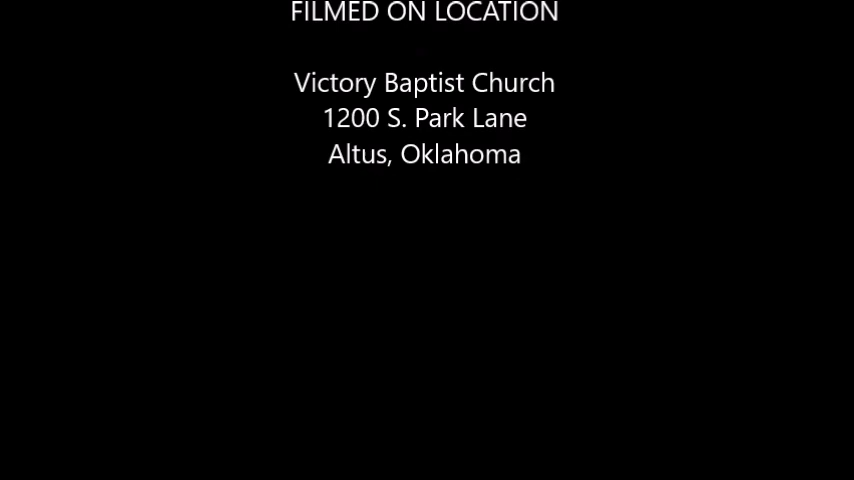 FILMED ON LOCATION
Victory Baptist Church
1200 S. Park Lane
Altus, Oklahoma